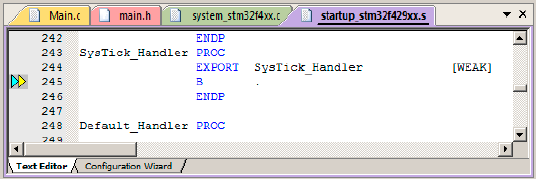 Main.c main.h system_stm32f4xx.c startup_stm32f429xx.s
242 ENDP
243 SysTick_Handler PROC
244 EXPORT SysTick_Handler [WEAK]
245 B .
246 ENDP
247
248 Default_Handler PROC
249
Text Editor Configuration Wizard